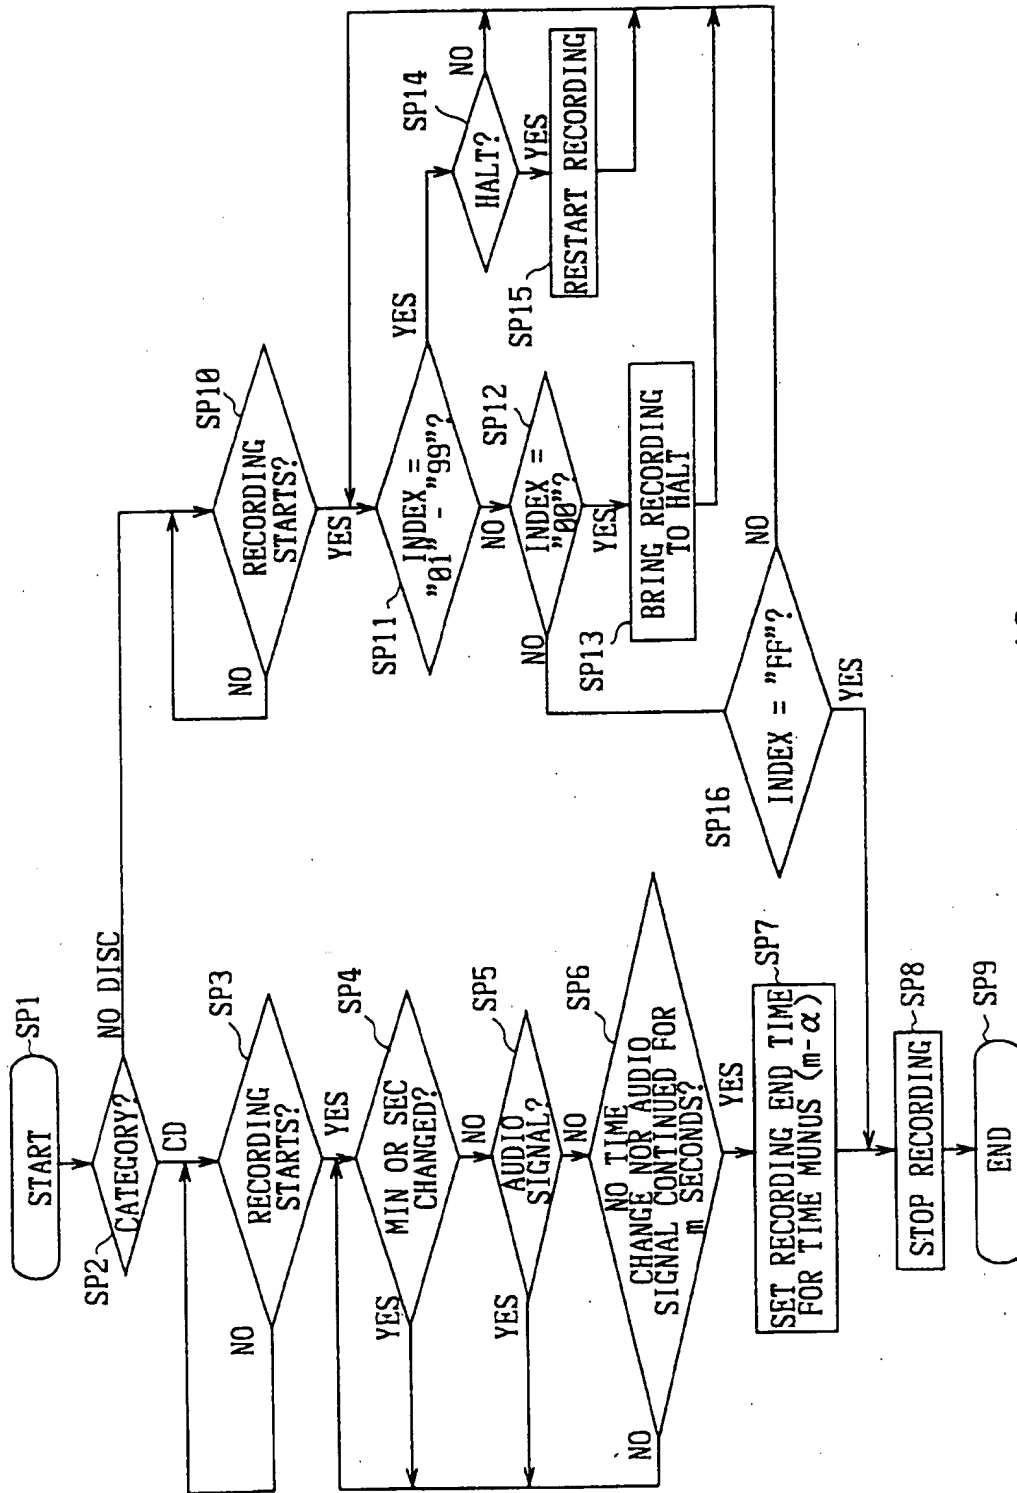 START
SP1
SP2
CATEGORY?
NO DISC
CD
RECORDING
STARTS?
SP3
NO
YES
MIN OR SEC
CHANGED?
SP4
YES
NO
AUDIO
SIGNAL?
SP5
YES
NO
NO TIME
CHANGE NOR AUDIO
SIGNAL CONTINUED FOR
m SECONDS?
SP6
NO
YES
SET RECORDING END TIME
FOR TIME MUNUS (m-α)
SP7
STOP RECORDING
SP8
END
SP9
RECORDING
STARTS?
SP10
NO
YES
INDEX =
"01" - "99"?
SP11
YES
NO
INDEX =
"00"?
SP12
NO
YES
BRING RECORDING
TO HALT
SP13
HALT?
SP14
NO
YES
RESTART RECORDING
SP15
INDEX = "FF"?
SP16
NO
YES